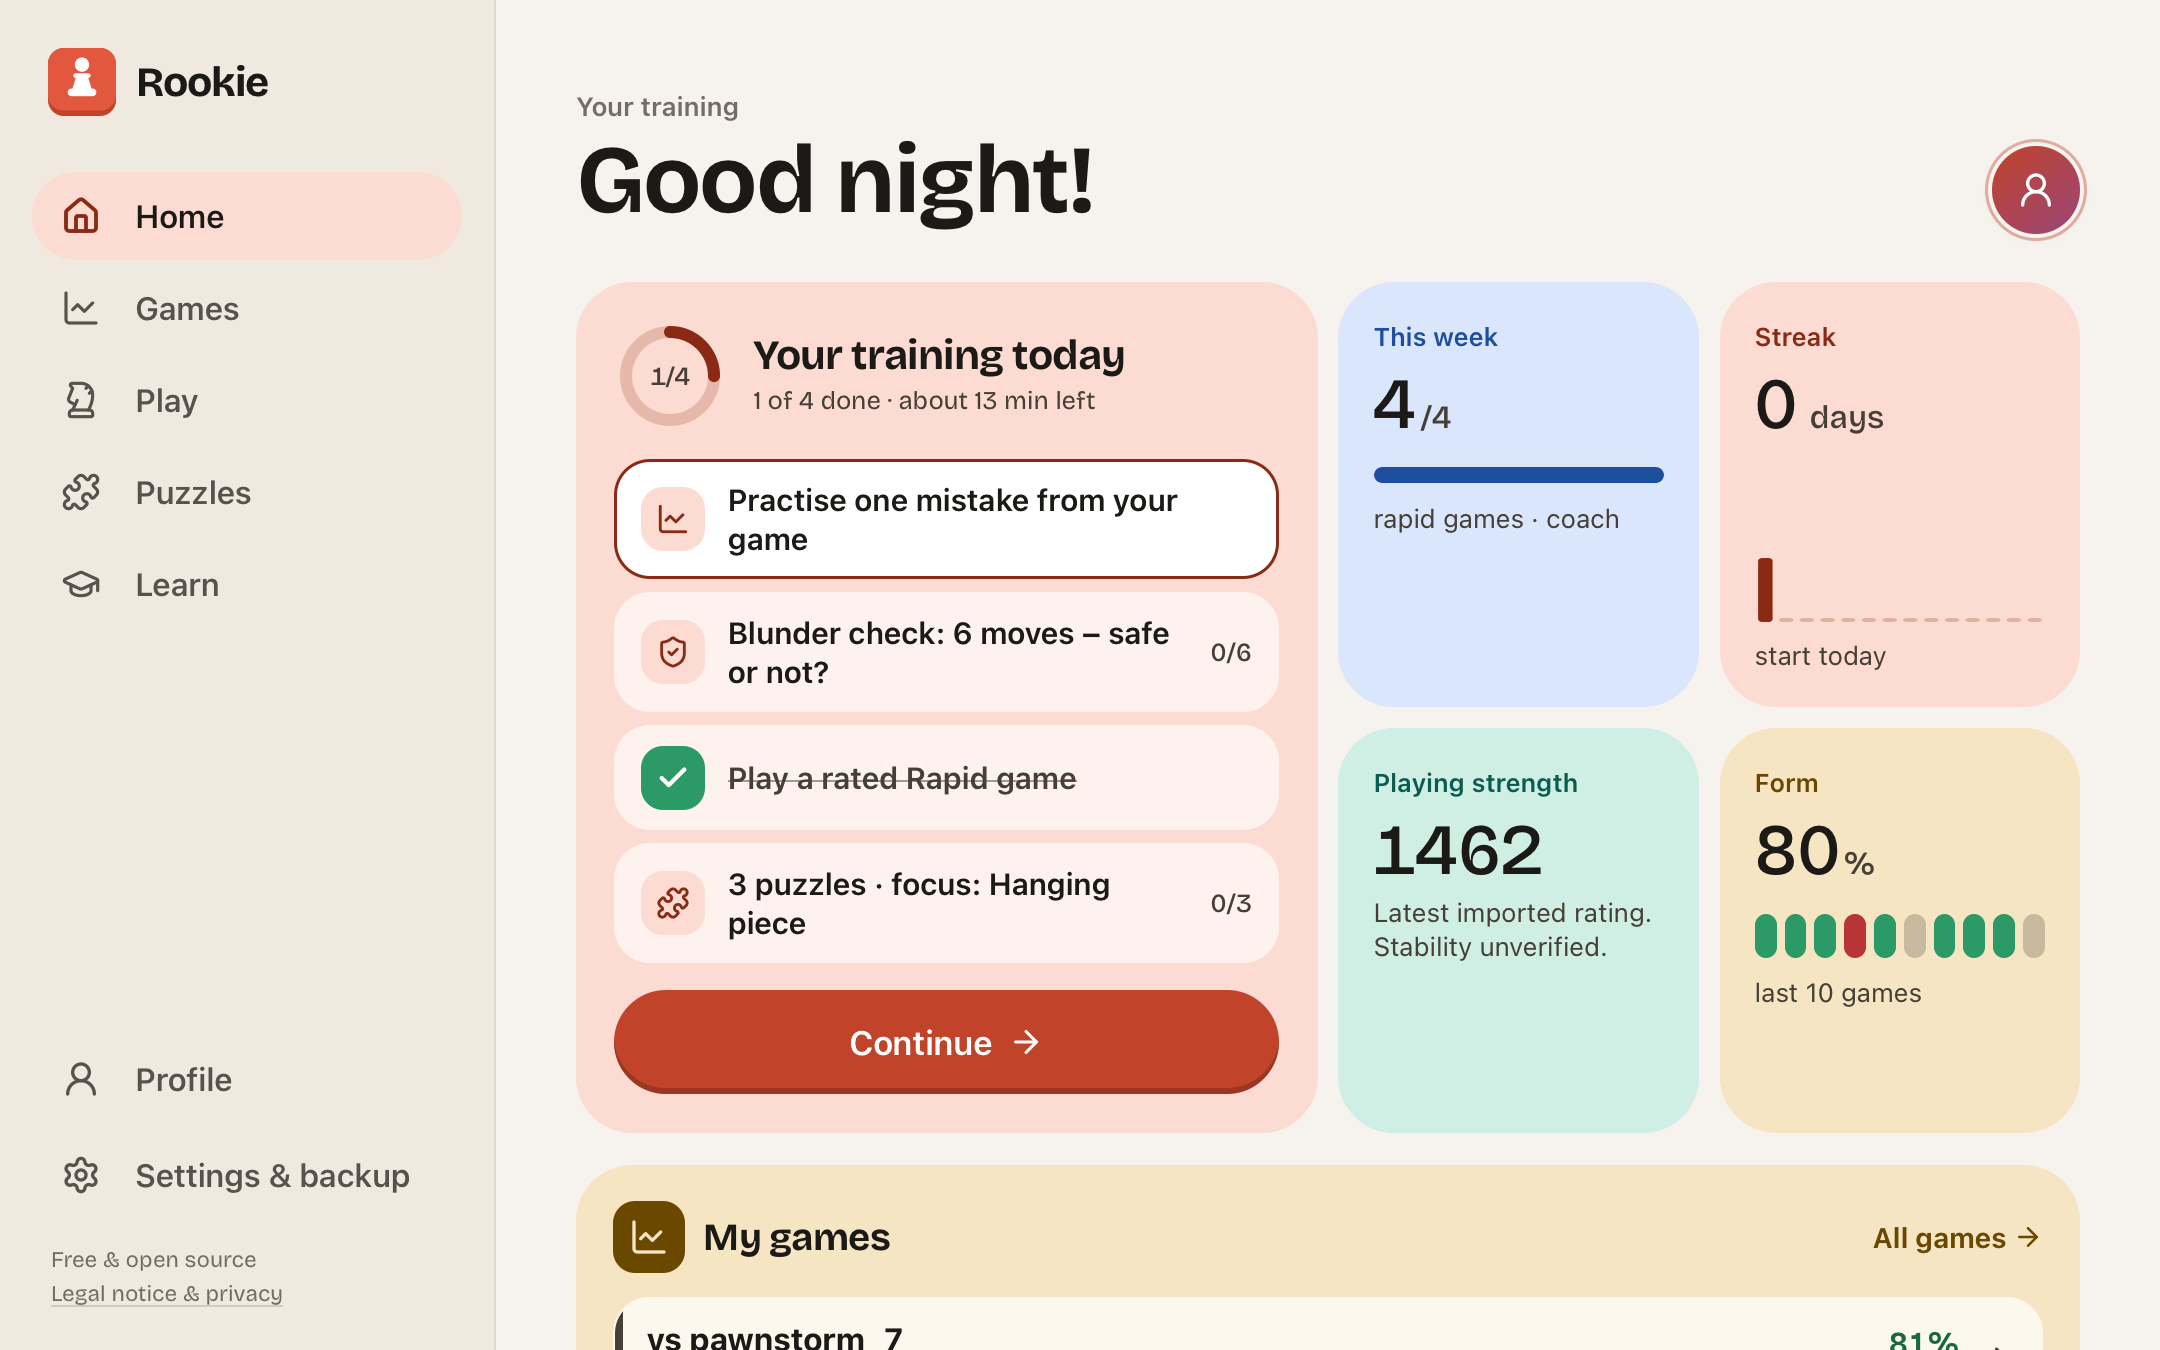 Rookie
Home
Games
Play
Puzzles
Learn
Profile
Settings & backup
Free & open source
Legal notice & privacy
Your training
Good night!
1/4
Your training today
1 of 4 done · about 13 min left
Practise one mistake from your
game
Blunder check: 6 moves – safe
or not?
0/6
Play a rated Rapid game
3 puzzles · focus: Hanging
piece
0/3
Continue →
This week
4/4
rapid games · coach
Streak
0 days
start today
Playing strength
1462
Latest imported rating.
Stability unverified.
Form
80%
last 10 games
My games
All games →
vs pawnstorm_7
81%